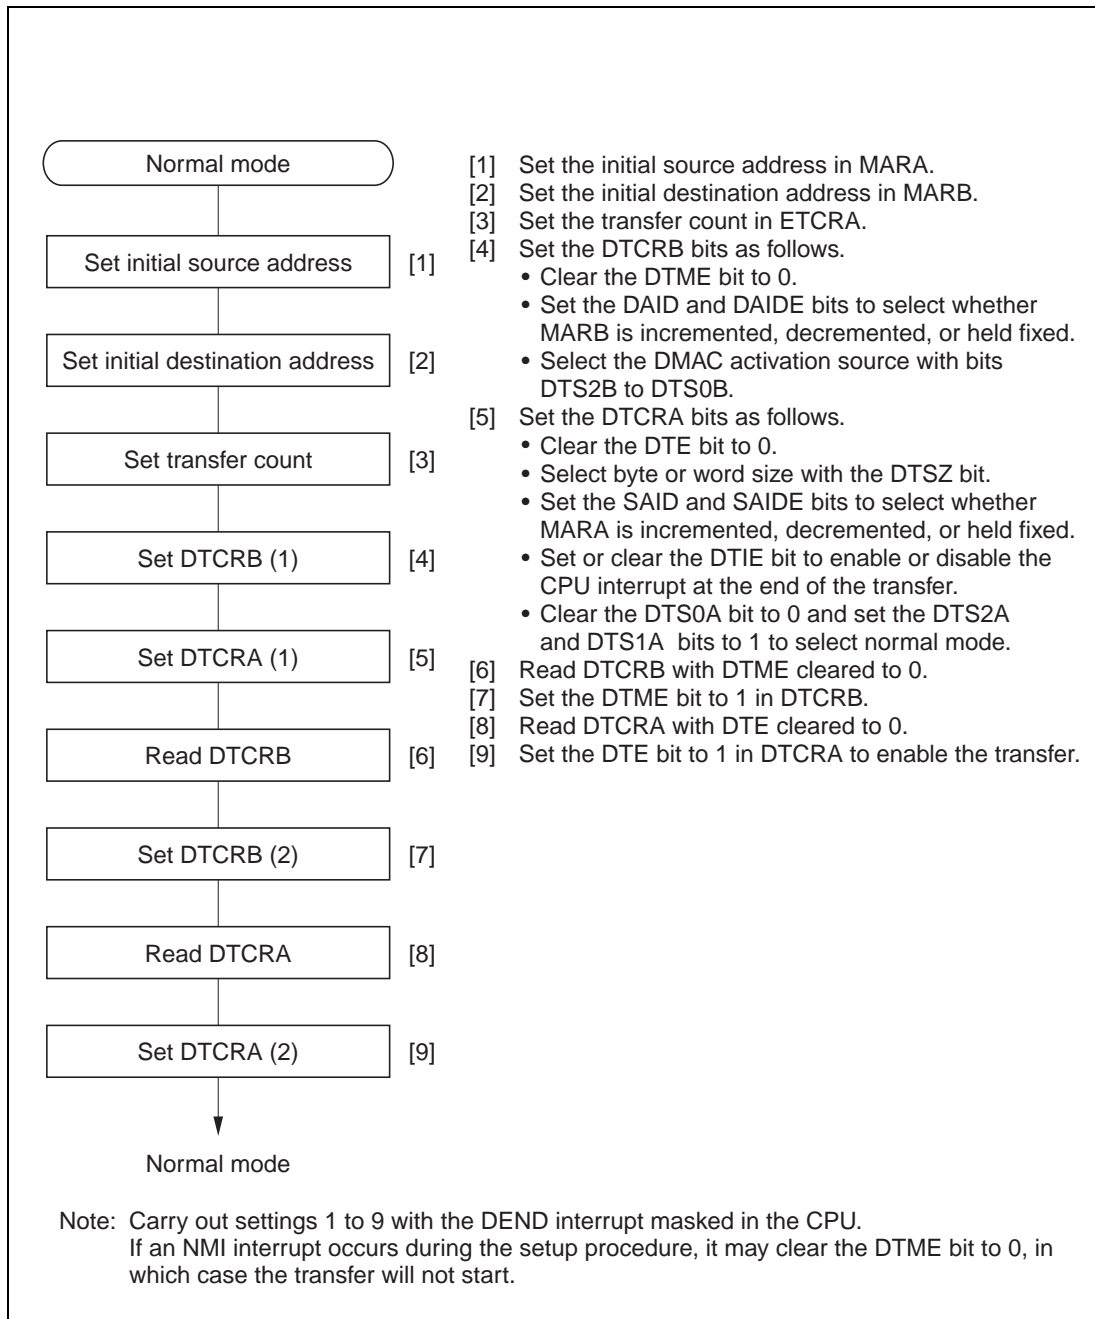 Normal mode
Set initial source address [1]
Set initial destination address [2]
Set transfer count [3]
Set DTCRB (1) [4]
Set DTCRA (1) [5]
Read DTCRB [6]
Set DTCRB (2) [7]
Read DTCRA [8]
Set DTCRA (2) [9]
Normal mode
[1] Set the initial source address in MARA.
[2] Set the initial destination address in MARB.
[3] Set the transfer count in ETCRA.
[4] Set the DTCRB bits as follows.
• Clear the DTME bit to 0.
• Set the DAID and DAIDE bits to select whether
MARB is incremented, decremented, or held fixed.
• Select the DMAC activation source with bits
DTS2B to DTS0B.
[5] Set the DTCRA bits as follows.
• Clear the DTE bit to 0.
• Select byte or word size with the DTSZ bit.
• Set the SAID and SAIDE bits to select whether
MARA is incremented, decremented, or held fixed.
• Set or clear the DTIE bit to enable or disable the
CPU interrupt at the end of the transfer.
• Clear the DTS0A bit to 0 and set the DTS2A
and DTS1A bits to 1 to select normal mode.
[6] Read DTCRB with DTME cleared to 0.
[7] Set the DTME bit to 1 in DTCRB.
[8] Read DTCRA with DTE cleared to 0.
[9] Set the DTE bit to 1 in DTCRA to enable the transfer.
Note: Carry out settings 1 to 9 with the DEND interrupt masked in the CPU.
If an NMI interrupt occurs during the setup procedure, it may clear the DTME bit to 0, in
which case the transfer will not start.